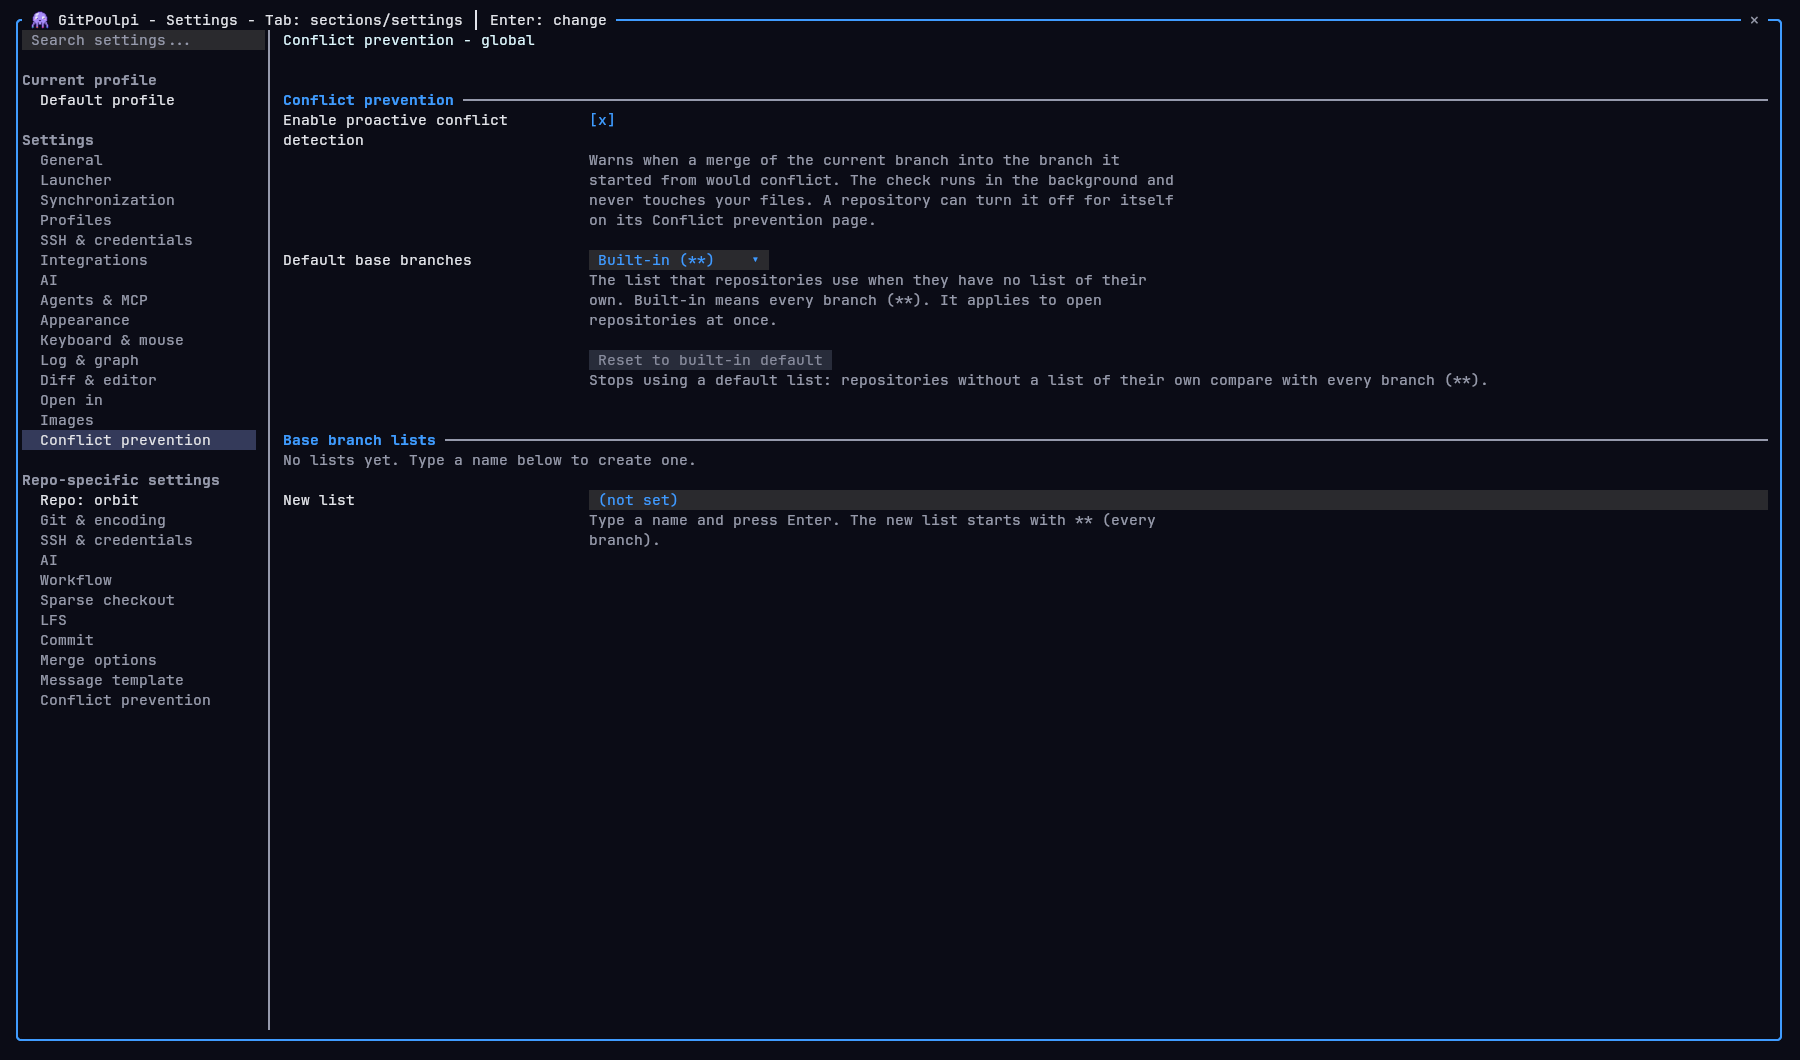 GitPoulpi - Settings - Tab: sections/settings │ Enter: change
×
Search settings...
Current profile
Default profile
Settings
General
Launcher
Synchronization
Profiles
SSH & credentials
Integrations
AI
Agents & MCP
Appearance
Keyboard & mouse
Log & graph
Diff & editor
Open in
Images
Conflict prevention
Repo-specific settings
Repo: orbit
Git & encoding
SSH & credentials
AI
Workflow
Sparse checkout
LFS
Commit
Merge options
Message template
Conflict prevention
Conflict prevention - global
Conflict prevention
Enable proactive conflict
detection
[x]
Warns when a merge of the current branch into the branch it
started from would conflict. The check runs in the background and
never touches your files. A repository can turn it off for itself
on its Conflict prevention page.
Default base branches
Built-in (**) ▾
The list that repositories use when they have no list of their
own. Built-in means every branch (**). It applies to open
repositories at once.
Reset to built-in default
Stops using a default list: repositories without a list of their own compare with every branch (**).
Base branch lists
No lists yet. Type a name below to create one.
New list
(not set)
Type a name and press Enter. The new list starts with ** (every
branch).